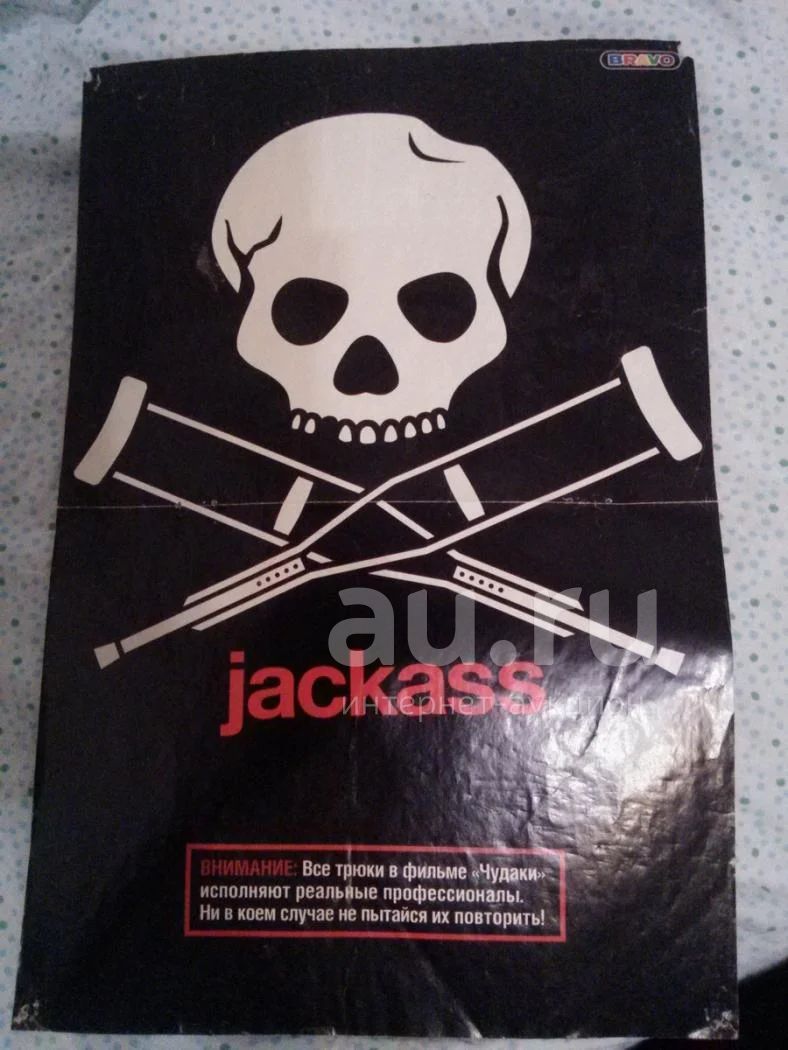 BRAVO
au.ru
jackass
интернет-аукцион
ВНИМАНИЕ: Все трюки в фильме «Чудаки»
исполняют реальные профессионалы.
Ни в коем случае не пытайся их повторить!